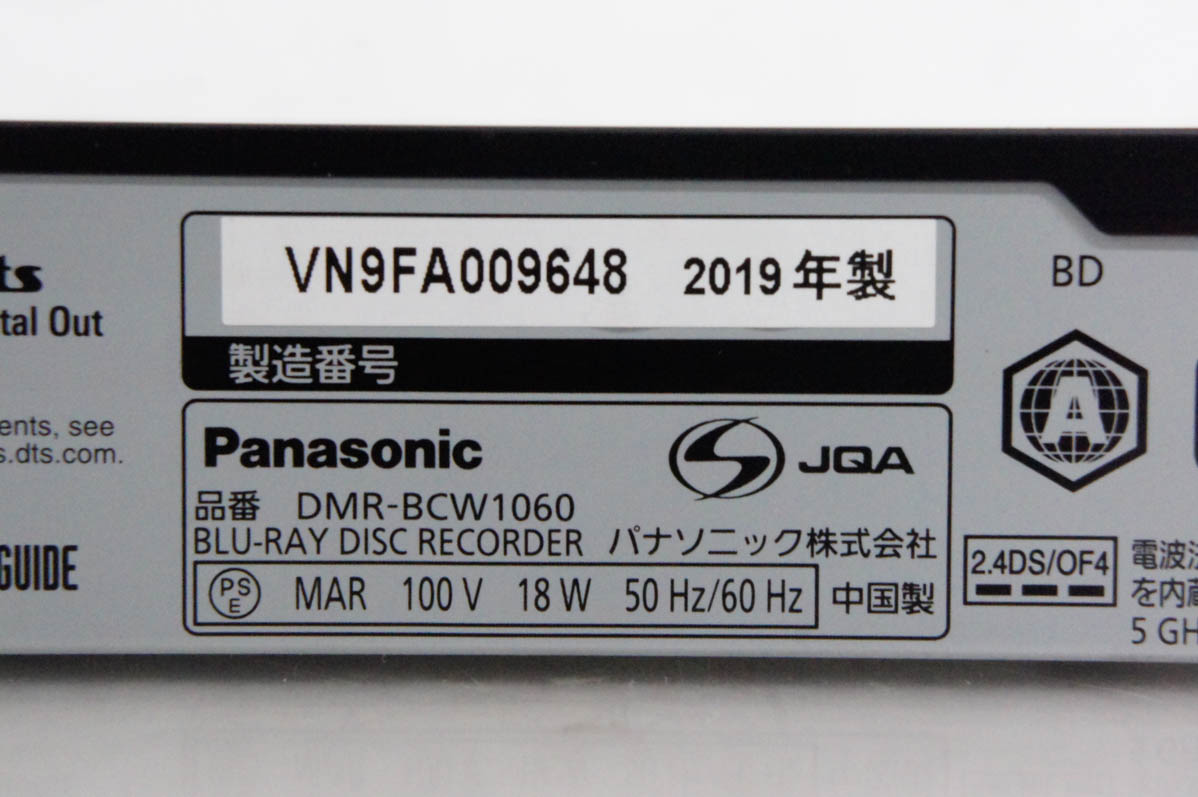 VN9FA009648 2019年製
製造番号
tal Out
ents, see
s.dts.com.
GUIDE
Panasonic
JQA
品番 DMR-BCW1060
BLU-RAY DISC RECORDER パナソニック株式会社
PS E MAR 100 V 18 W 50 Hz/60 Hz 中国製
BD
A
2.4DS/OF4
電波法
を内蔵
5 GH